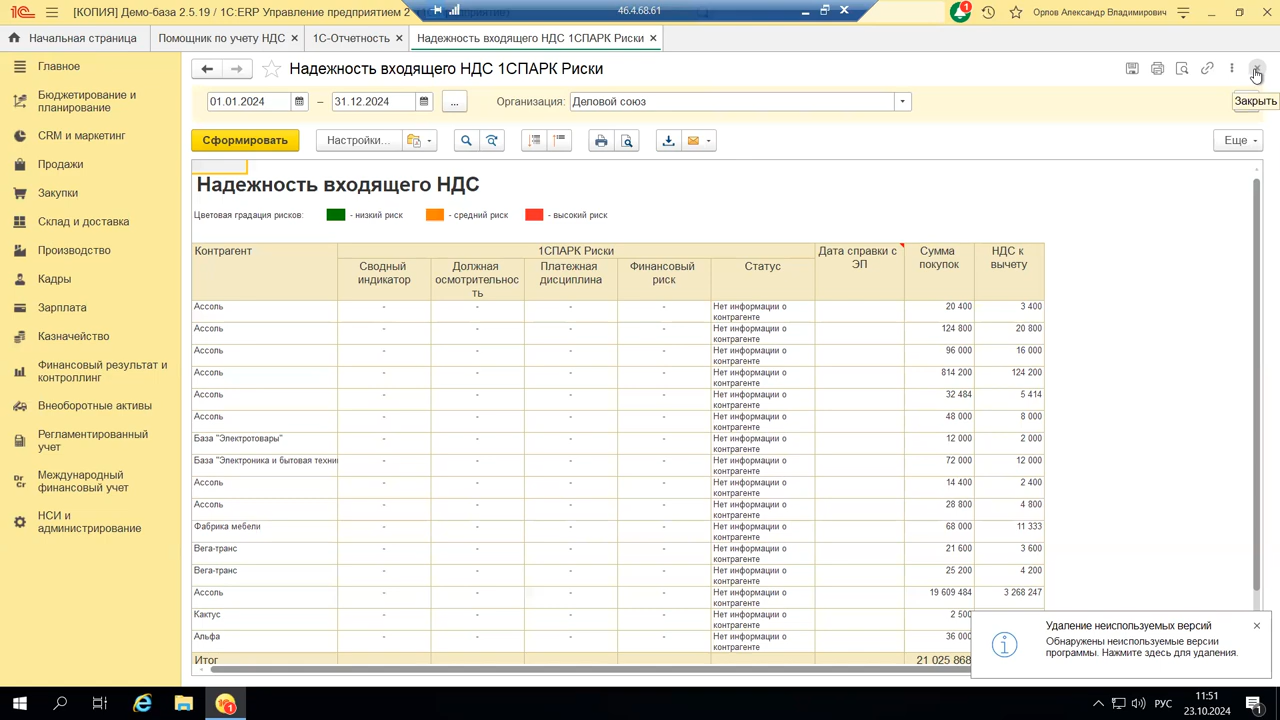 [КОПИЯ] Демо-база 2.5.19 / 1С:ERP Управление предприятием 2
46.4.68.61
1
Орлов Александр Владимирович
Начальная страница
Помощник по учету НДС
1С-Отчетность
Надежность входящего НДС 1СПАРК Риски
Главное
Бюджетирование и
планирование
CRM и маркетинг
Продажи
Закупки
Склад и доставка
Производство
Кадры
Зарплата
Казначейство
Финансовый результат и
контроллинг
Внеоборотные активы
Регламентированный
учет
Международный
финансовый учет
НСИ и
администрирование
Надежность входящего НДС 1СПАРК Риски
01.01.2024 – 31.12.2024 ... Организация: Деловой союз
Закрыть
Сформировать Настройки... Еще
Надежность входящего НДС
Цветовая градация рисков: - низкий риск - средний риск - высокий риск
Контрагент 1СПАРК Риски Дата справки с ЭП Сумма покупок НДС к вычету
Сводный индикатор Должная осмотрительнос ть Платежная дисциплина Финансовый риск Статус
Ассоль - - - - Нет информации о контрагенте 20 400 3 400
Ассоль - - - - Нет информации о контрагенте 124 800 20 800
Ассоль - - - - Нет информации о контрагенте 96 000 16 000
Ассоль - - - - Нет информации о контрагенте 814 200 124 200
Ассоль - - - - Нет информации о контрагенте 32 484 5 414
Ассоль - - - - Нет информации о контрагенте 48 000 8 000
База "Электротовары" - - - - Нет информации о контрагенте 12 000 2 000
База "Электроника и бытовая техни - - - - Нет информации о контрагенте 72 000 12 000
Ассоль - - - - Нет информации о контрагенте 14 400 2 400
Ассоль - - - - Нет информации о контрагенте 28 800 4 800
Фабрика мебели - - - - Нет информации о контрагенте 68 000 11 333
Вега-транс - - - - Нет информации о контрагенте 21 600 3 600
Вега-транс - - - - Нет информации о контрагенте 25 200 4 200
Ассоль - - - - Нет информации о контрагенте 19 609 484 3 268 247
Кактус - - - - Нет информации о контрагенте 2 500
Альфа - - - - Нет информации о контрагенте 36 000
Итог 21 025 868
Удаление неиспользуемых версий
Обнаружены неиспользуемые версии
программы. Нажмите здесь для удаления.
РУС
11:51
23.10.2024
1
1